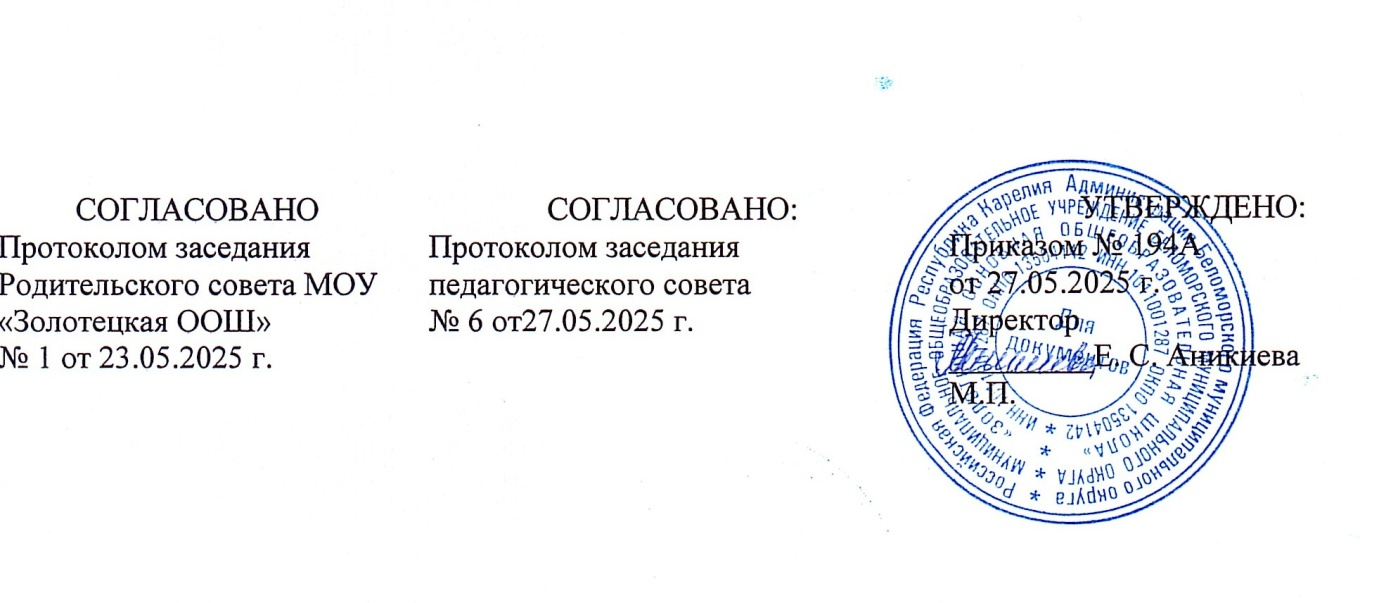 СОГЛАСОВАНО
Протоколом заседания
Родительского совета МОУ
«Золотецкая ООШ»
№ 1 от 23.05.2025 г.
СОГЛАСОВАНО:
Протоколом заседания
педагогического совета
№ 6 от27.05.2025 г.
УТВЕРЖДЕНО:
Приказом № 194А
от 27.05.2025 г.
Директор
Е. С. Аникиева
М.П.
Российская Федерация Республика Карелия Администрация Беломорского муниципального округа *
МУНИЦИПАЛЬНОЕ ОБЩЕОБРАЗОВАТЕЛЬНОЕ УЧРЕЖДЕНИЕ БЕЛОМОРСКОГО МУНИЦИПАЛЬНОГО ОКРУГА *
ОСНОВНАЯ ОБЩЕОБРАЗОВАТЕЛЬНАЯ ШКОЛА» *
ОКПО 13504142 *
Для
документов